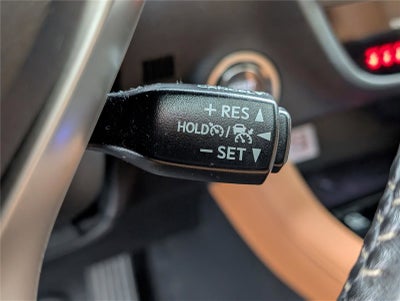 + RES ▲
HOLD / ◀
− SET ▼